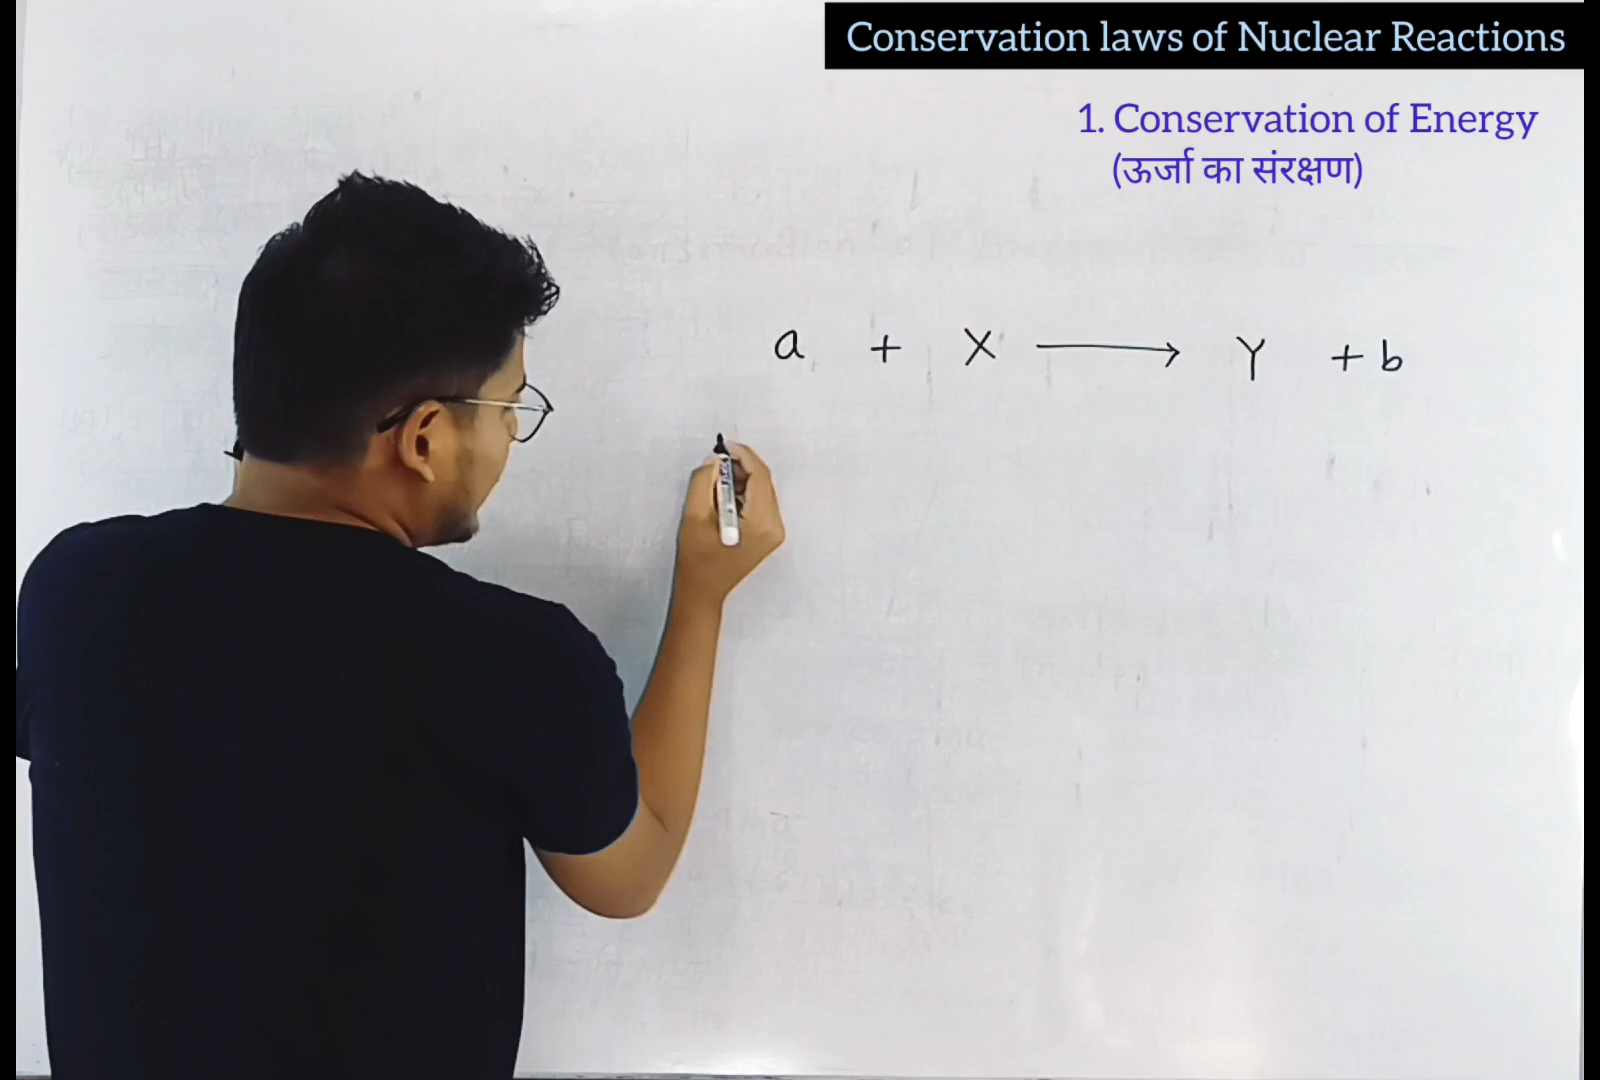 Conservation laws of Nuclear Reactions
1. Conservation of Energy
(ऊर्जा का संरक्षण)
a + X ⟶ Y + b